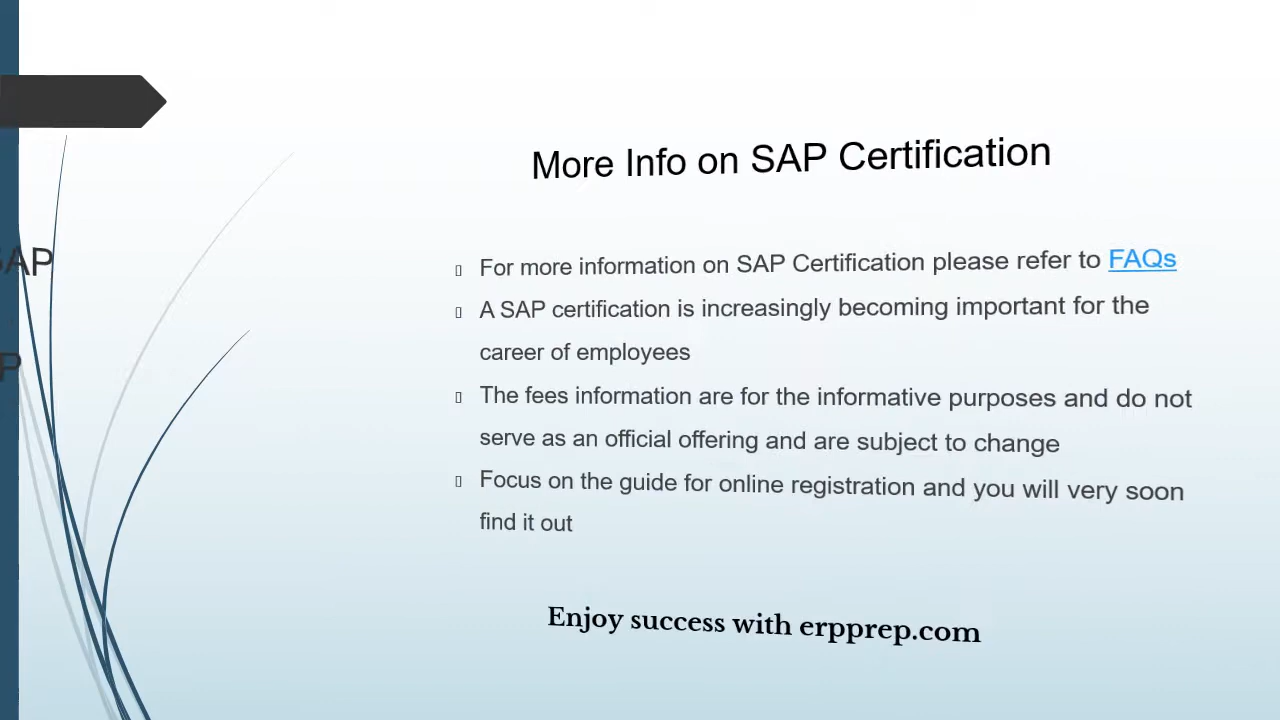 More Info on SAP Certification
SAP
For more information on SAP Certification please refer to FAQs
A SAP certification is increasingly becoming important for the
career of employees
P
The fees information are for the informative purposes and do not
serve as an official offering and are subject to change
Focus on the guide for online registration and you will very soon
find it out
Enjoy success with erpprep.com